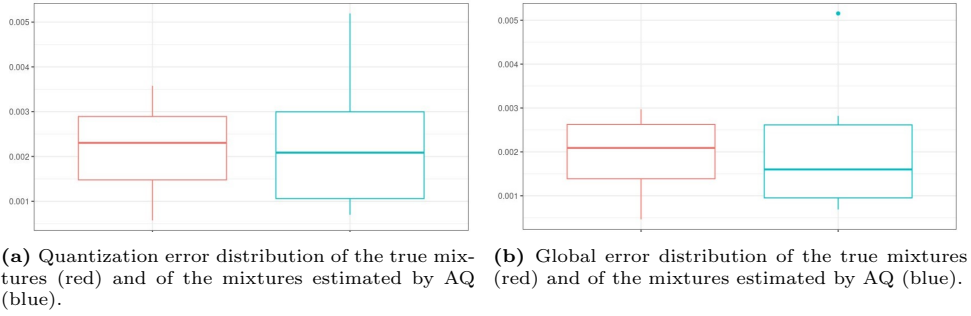 0.005
0.004
0.003
0.002
0.001
(a) Quantization error distribution of the true mix-
tures (red) and of the mixtures estimated by AQ
(blue).
0.005
0.004
0.003
0.002
0.001
(b) Global error distribution of the true mixtures
(red) and of the mixtures estimated by AQ (blue).